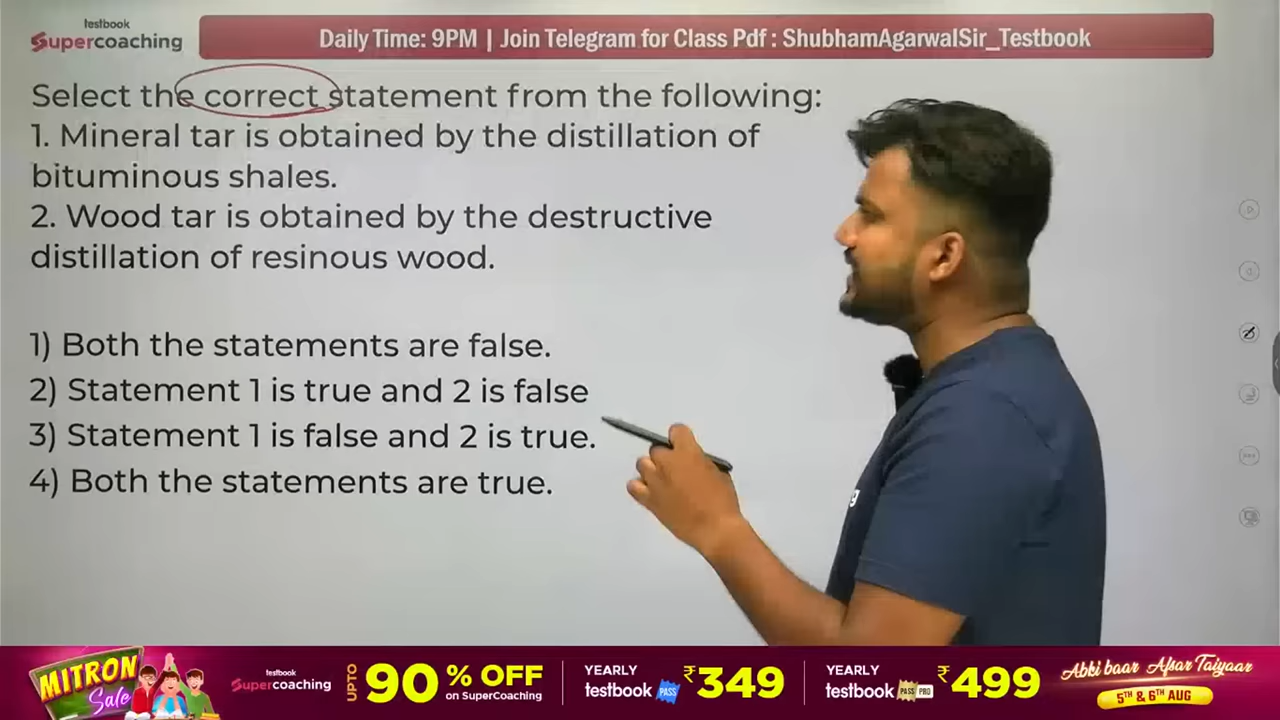 testbook
Supercoaching
Daily Time: 9PM | Join Telegram for Class Pdf : ShubhamAgarwalSir_Testbook
Select the correct statement from the following:
1. Mineral tar is obtained by the distillation of
bituminous shales.
2. Wood tar is obtained by the destructive
distillation of resinous wood.
1) Both the statements are false.
2) Statement 1 is true and 2 is false
3) Statement 1 is false and 2 is true.
4) Both the statements are true.
MITRON
Sale
testbook
Supercoaching
UPTO 90% OFF
on SuperCoaching
YEARLY
testbook PASS
₹349
YEARLY
testbook PASS PRO
₹499
Abki baar Afsar Taiyaar
5TH & 6TH AUG